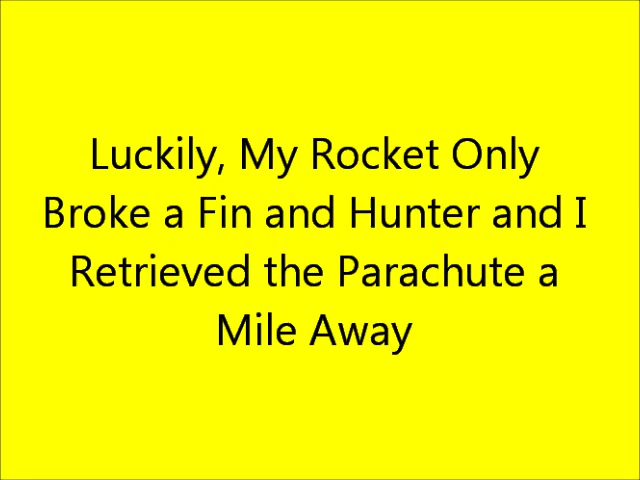 Luckily, My Rocket Only
Broke a Fin and Hunter and I
Retrieved the Parachute a
Mile Away